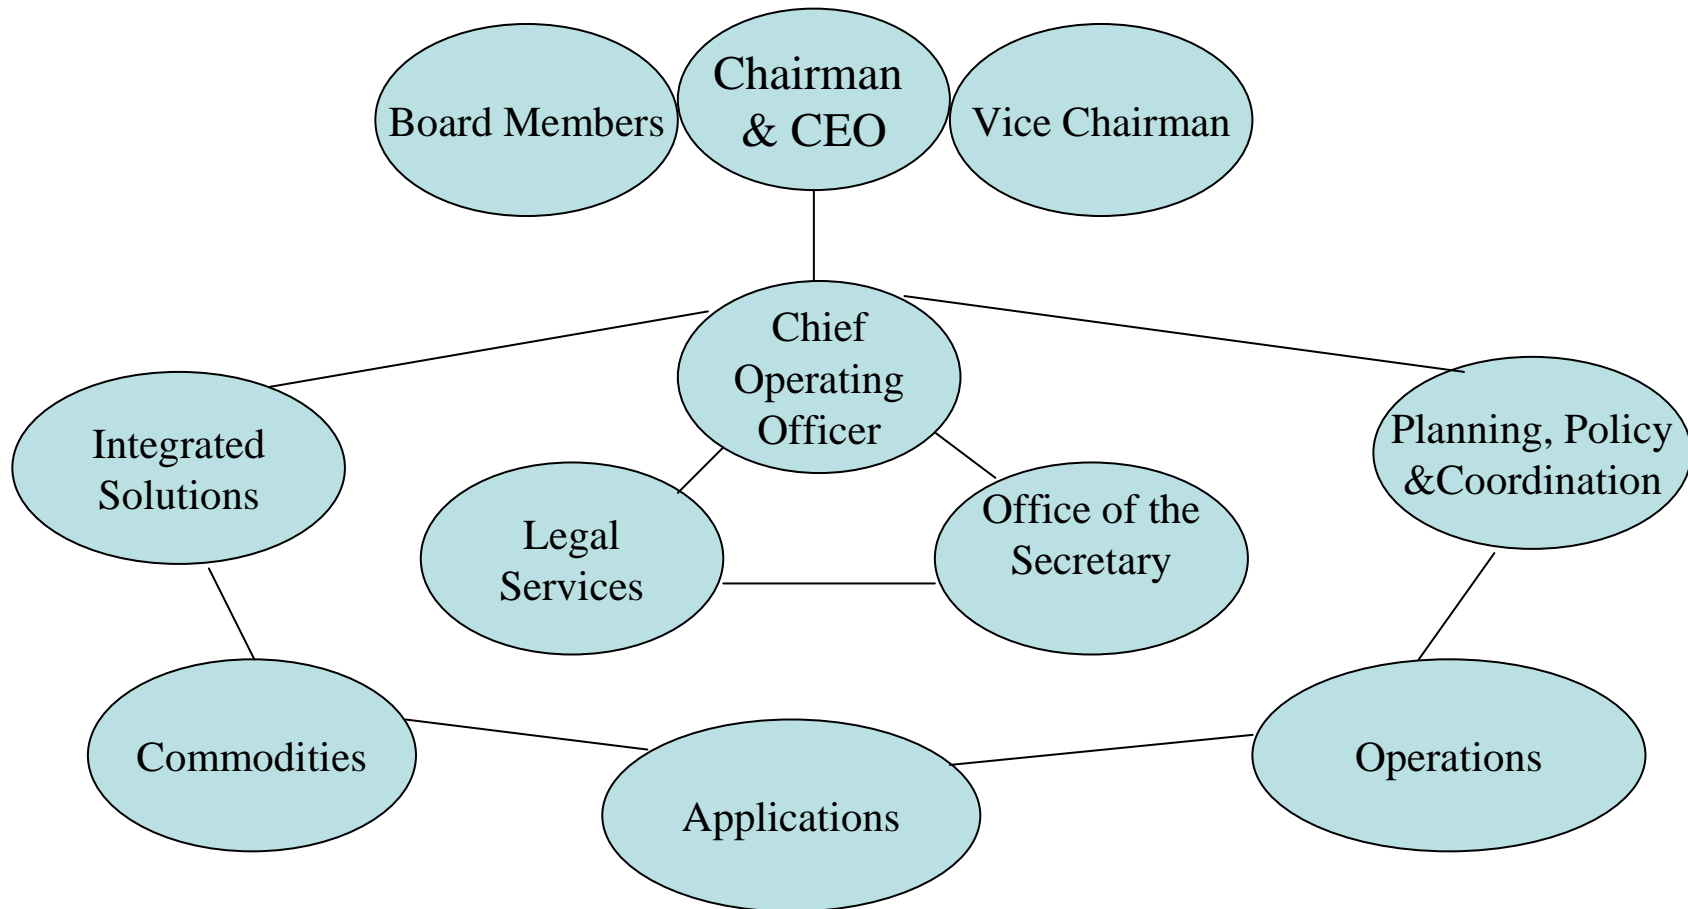 Board Members
Chairman
& CEO
Vice Chairman
Chief
Operating
Officer
Integrated
Solutions
Planning, Policy
&Coordination
Legal
Services
Office of the
Secretary
Commodities
Applications
Operations